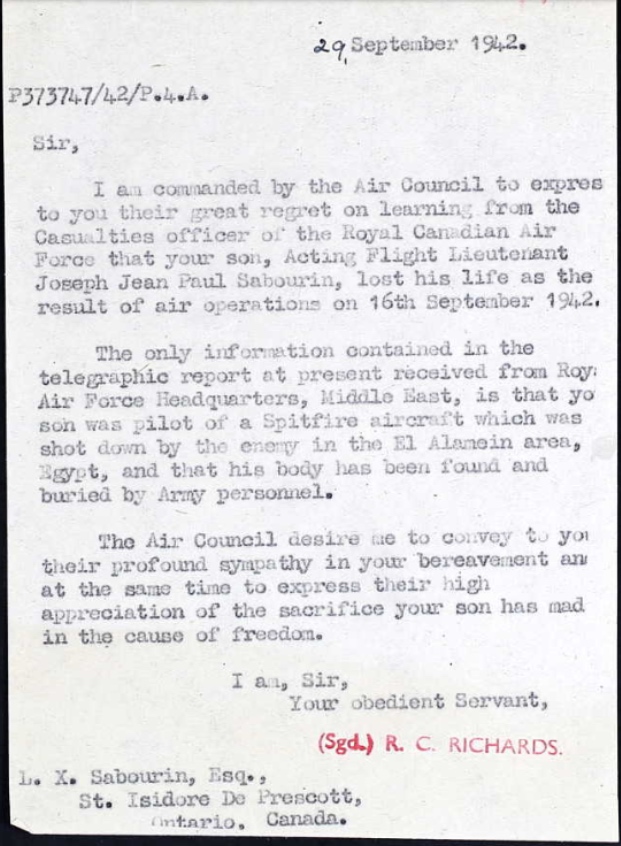 29 September 1942.
P373747/42/P.4.A.
Sir,
I am commanded by the Air Council to expres
to you their great regret on learning from the
Casualties officer of the Royal Canadian Air
Force that your son, Acting Flight Lieutenant
Joseph Jean Paul Sabourin, lost his life as the
result of air operations on 16th September 1942.
The only information contained in the
telegraphic report at present received from Roy
Air Force Headquarters, Middle East, is that yo
son was pilot of a Spitfire aircraft which was
shot down by the enemy in the El Alamein area,
Egypt, and that his body has been found and
buried by Army personnel.
The Air Council desire me to convey to you
their profound sympathy in your bereavement an
at the same time to express their high
appreciation of the sacrifice your son has mad
in the cause of freedom.
I am, Sir,
Your obedient Servant,
(Sgd.) R. C. RICHARDS.
L. X. Sabourin, Esq.,
St. Isidore De Prescott,
Ontario, Canada.